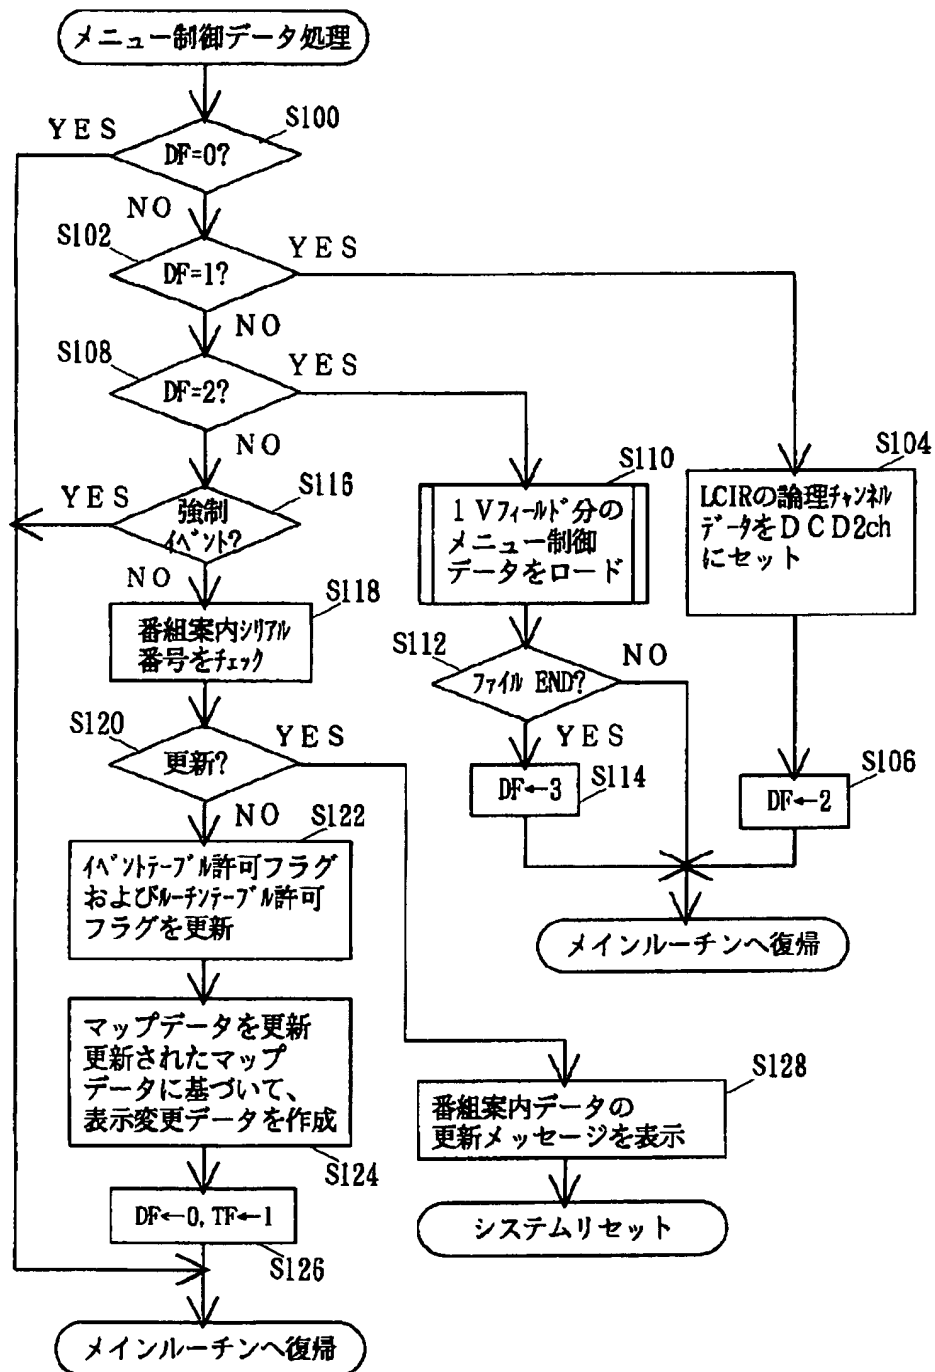 メニュー制御データ処理
YES
S100
DF=0?
NO
S102
YES
DF=1?
NO
S108
YES
DF=2?
NO
YES
S116
強制
イベント?
NO
S110
1Vフィールド分の
メニュー制御
データをロード
S104
LCIRの論理チャンネル
データをDCD2ch
にセット
S118
番組案内シリアル
番号をチェック
S112
NO
ファイル END?
YES
S120
YES
更新?
NO
S114
DF←3
S106
DF←2
メインルーチンへ復帰
S122
イベントテーブル許可フラグ
およびルーチンテーブル許可
フラグを更新
マップデータを更新
更新されたマップ
データに基づいて、
表示変更データを作成
S124
S128
番組案内データの
更新メッセージを表示
システムリセット
DF←0, TF←1
S126
メインルーチンへ復帰